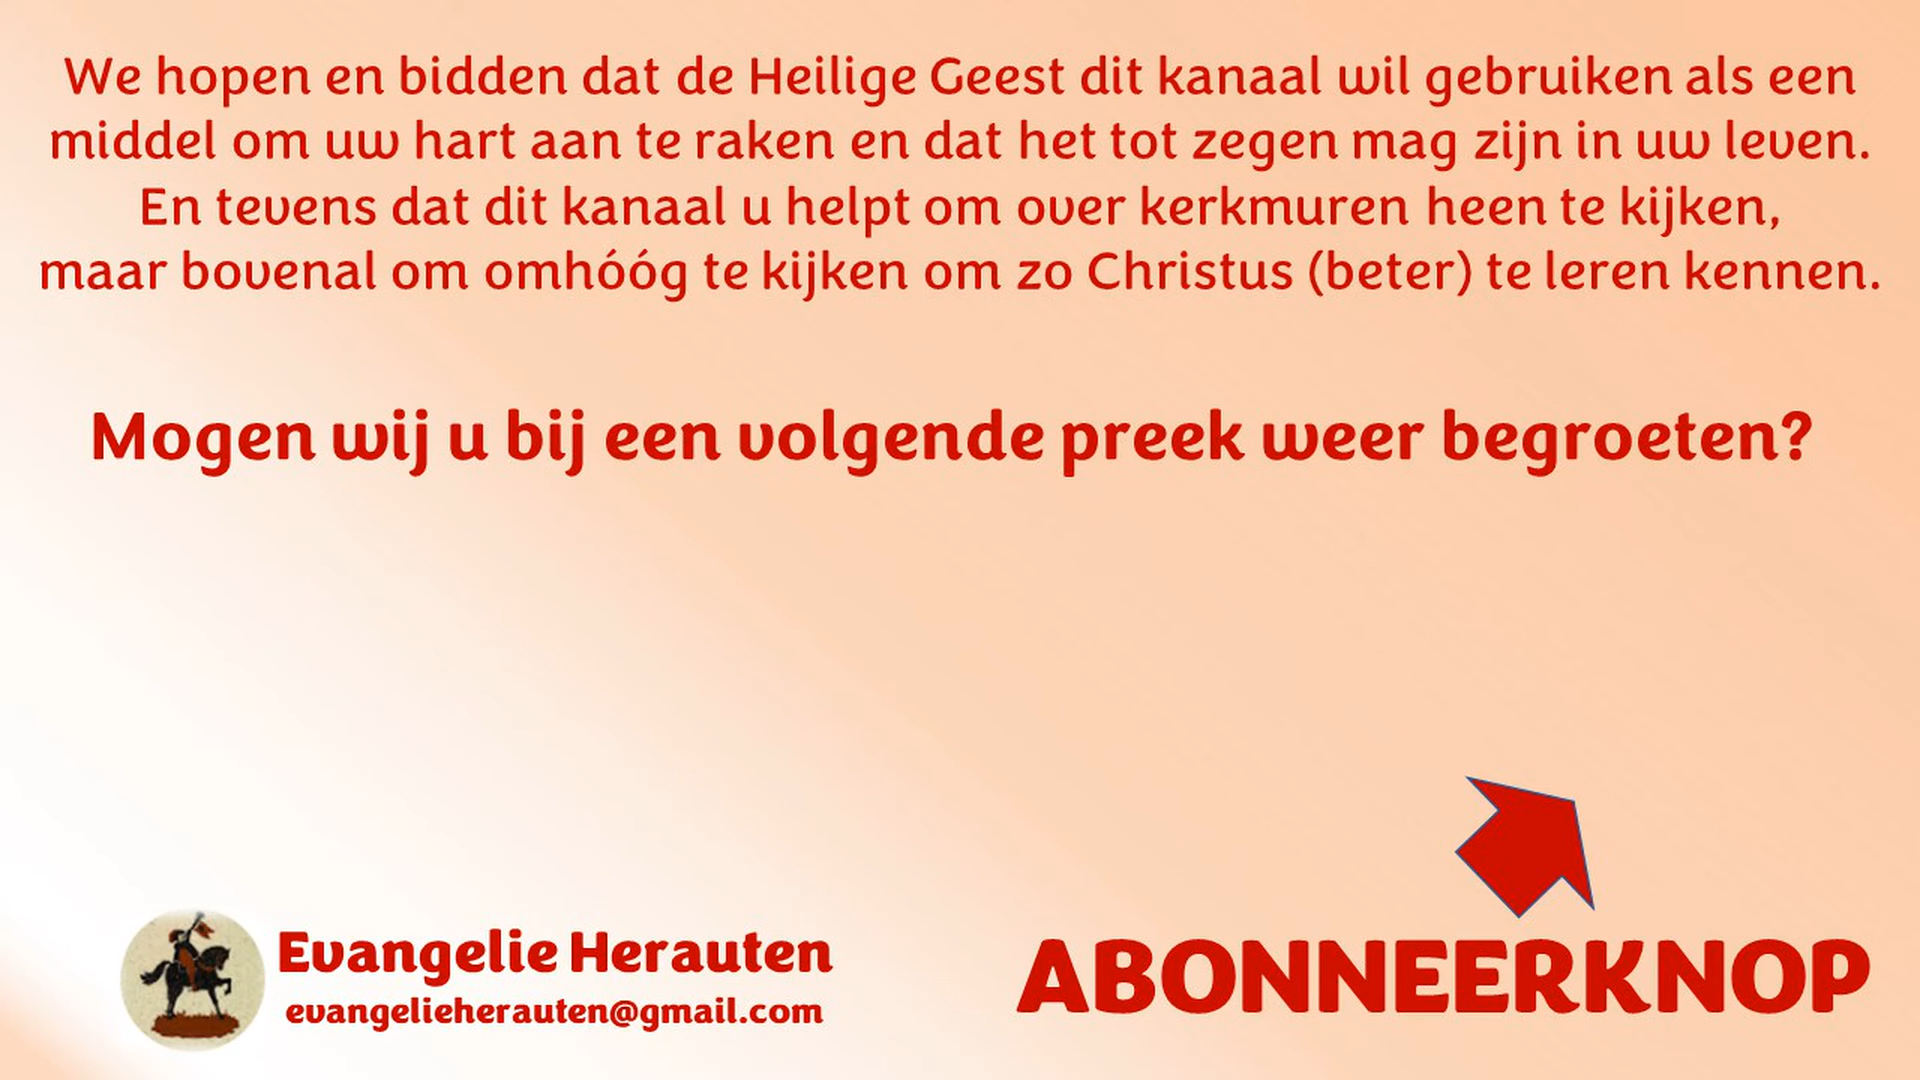 We hopen en bidden dat de Heilige Geest dit kanaal wil gebruiken als een
middel om uw hart aan te raken en dat het tot zegen mag zijn in uw leven.
En tevens dat dit kanaal u helpt om over kerkmuren heen te kijken,
maar bovenal om omhóóg te kijken om zo Christus (beter) te leren kennen.
Mogen wij u bij een volgende preek weer begroeten?
Evangelie Herauten
evangelieherauten@gmail.com
ABONNEERKNOP